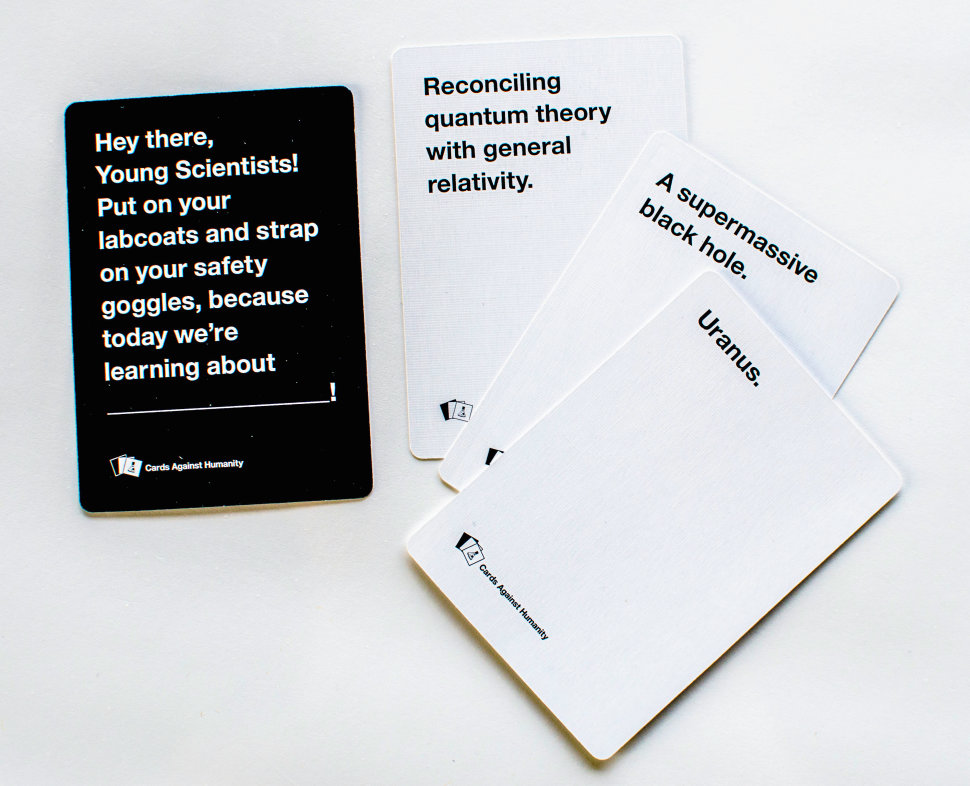 Hey there,
Young Scientists!
Put on your
labcoats and strap
on your safety
goggles, because
today we’re
learning about
________________!
Cards Against Humanity
Reconciling
quantum theory
with general
relativity.
A supermassive
black hole.
Uranus.
Cards Against Humanity